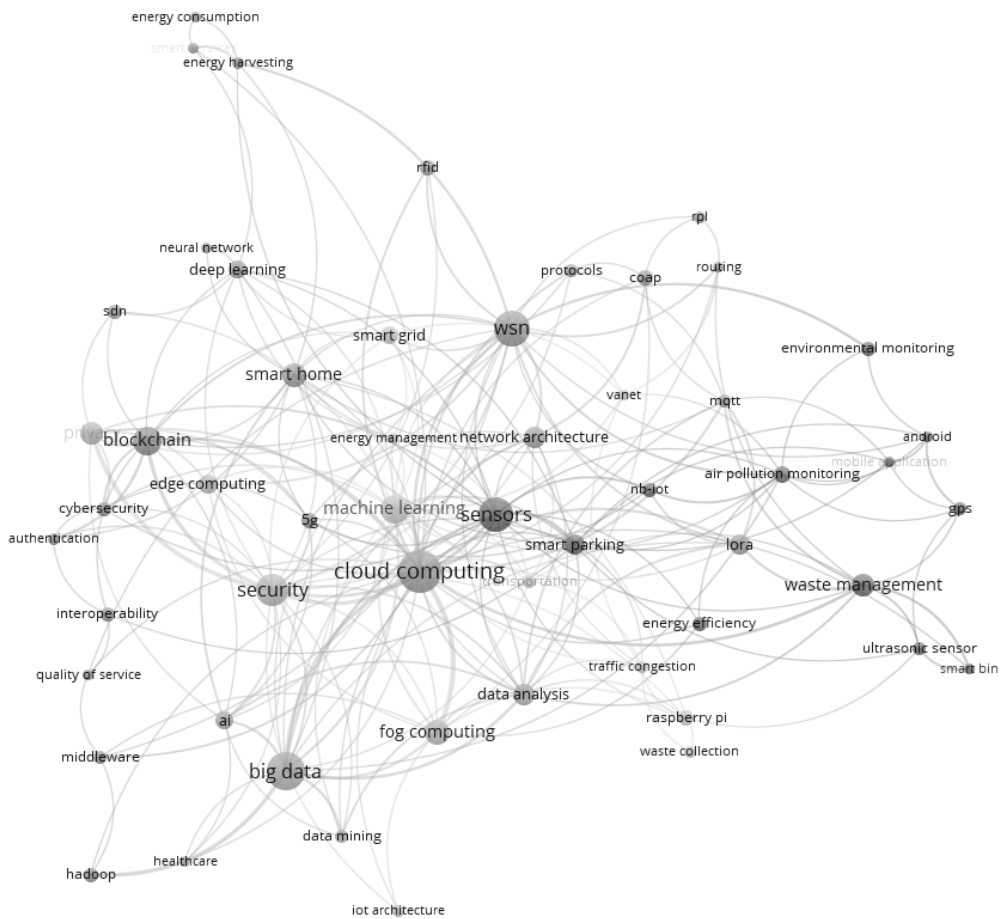 energy consumption
smart services
energy harvesting
rfid
rpl
neural network
deep learning
protocols
coap
routing
sdn
smart grid
wsn
environmental monitoring
smart home
vanet
mqtt
blockchain
energy management
network architecture
android
mobile application
air pollution monitoring
edge computing
nb-iot
cybersecurity
machine learning
sensors
gps
5g
authentication
smart parking
lora
cloud computing
transportation
security
waste management
interoperability
energy efficiency
ultrasonic sensor
smart bin
quality of service
traffic congestion
data analysis
ai
raspberry pi
fog computing
middleware
waste collection
big data
data mining
healthcare
hadoop
iot architecture